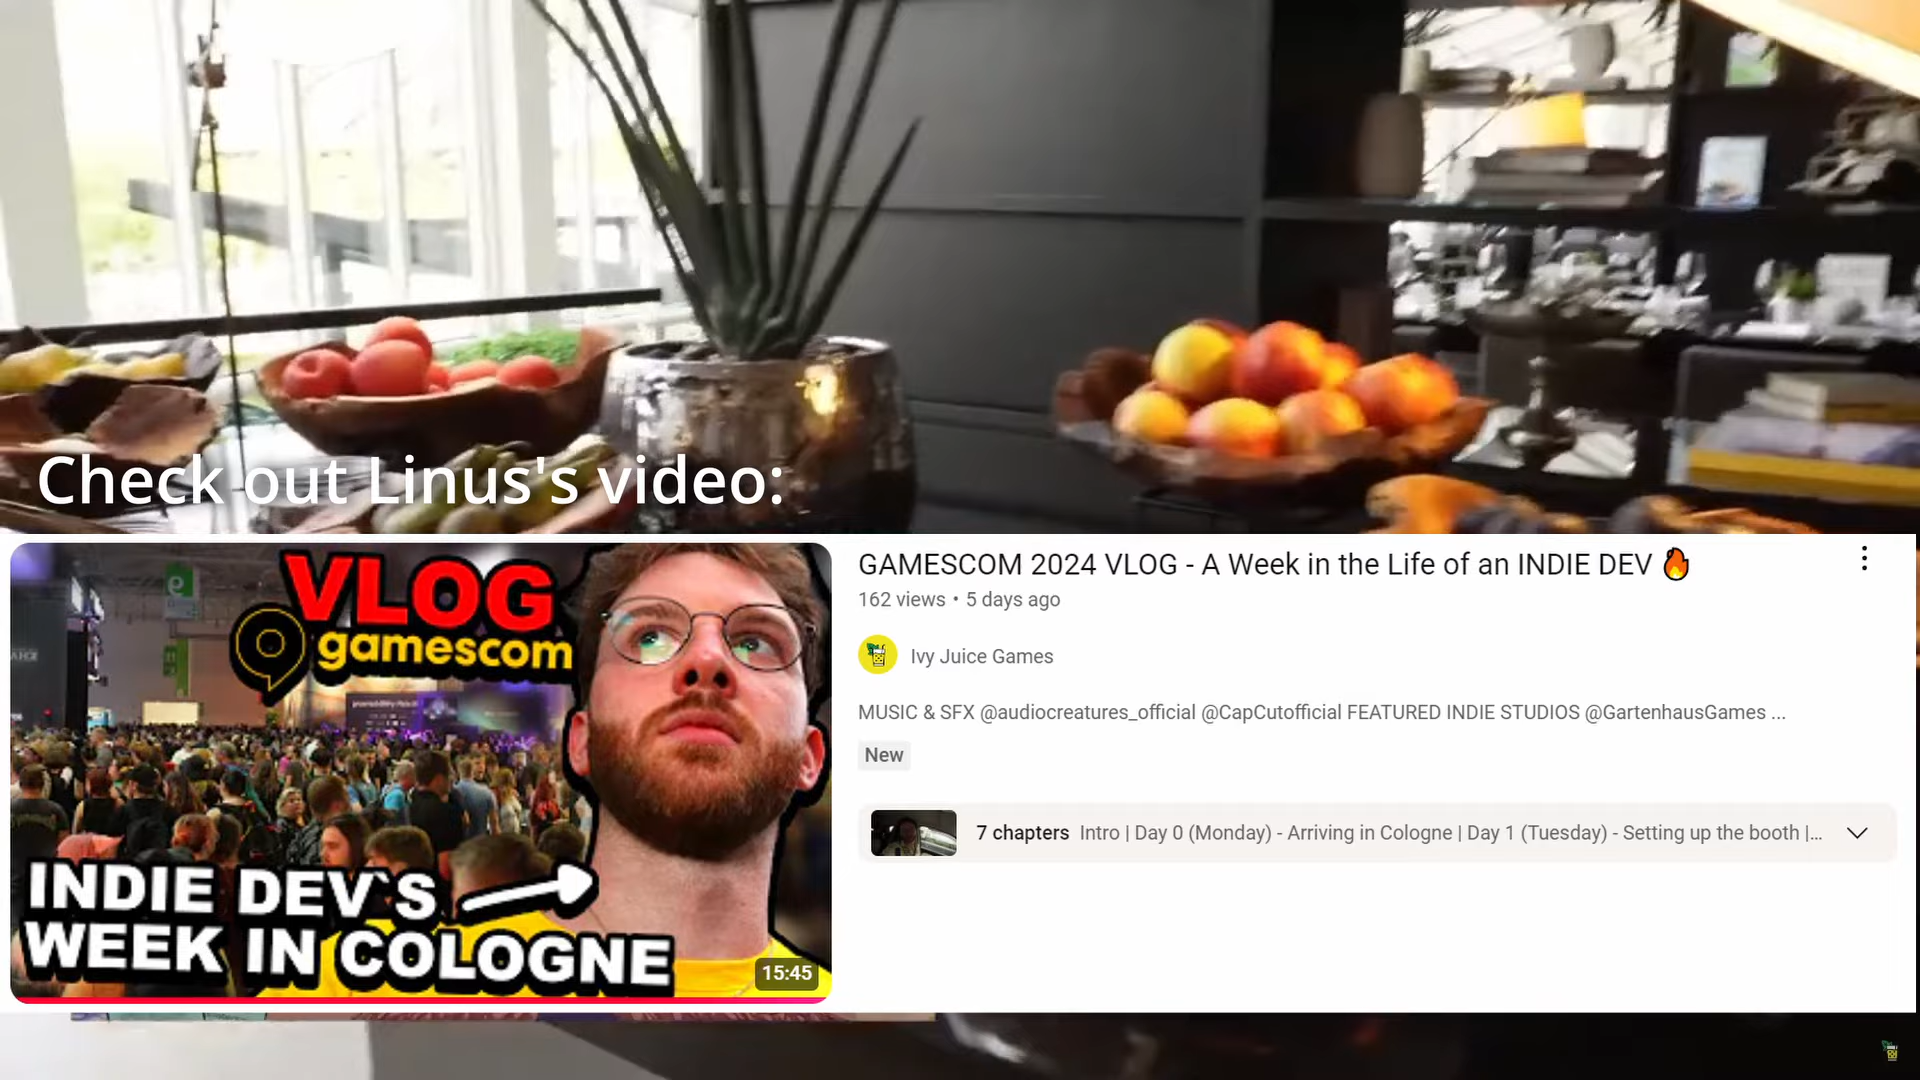 Check out Linus's video:
VLOG
gamescom
INDIE DEV`S
WEEK IN COLOGNE
15:45
GAMESCOM 2024 VLOG - A Week in the Life of an INDIE DEV 🔥
162 views • 5 days ago
Ivy Juice Games
MUSIC & SFX @audiocreatures_official @CapCutofficial FEATURED INDIE STUDIOS @GartenhausGames ...
New
7 chapters Intro | Day 0 (Monday) - Arriving in Cologne | Day 1 (Tuesday) - Setting up the booth |...